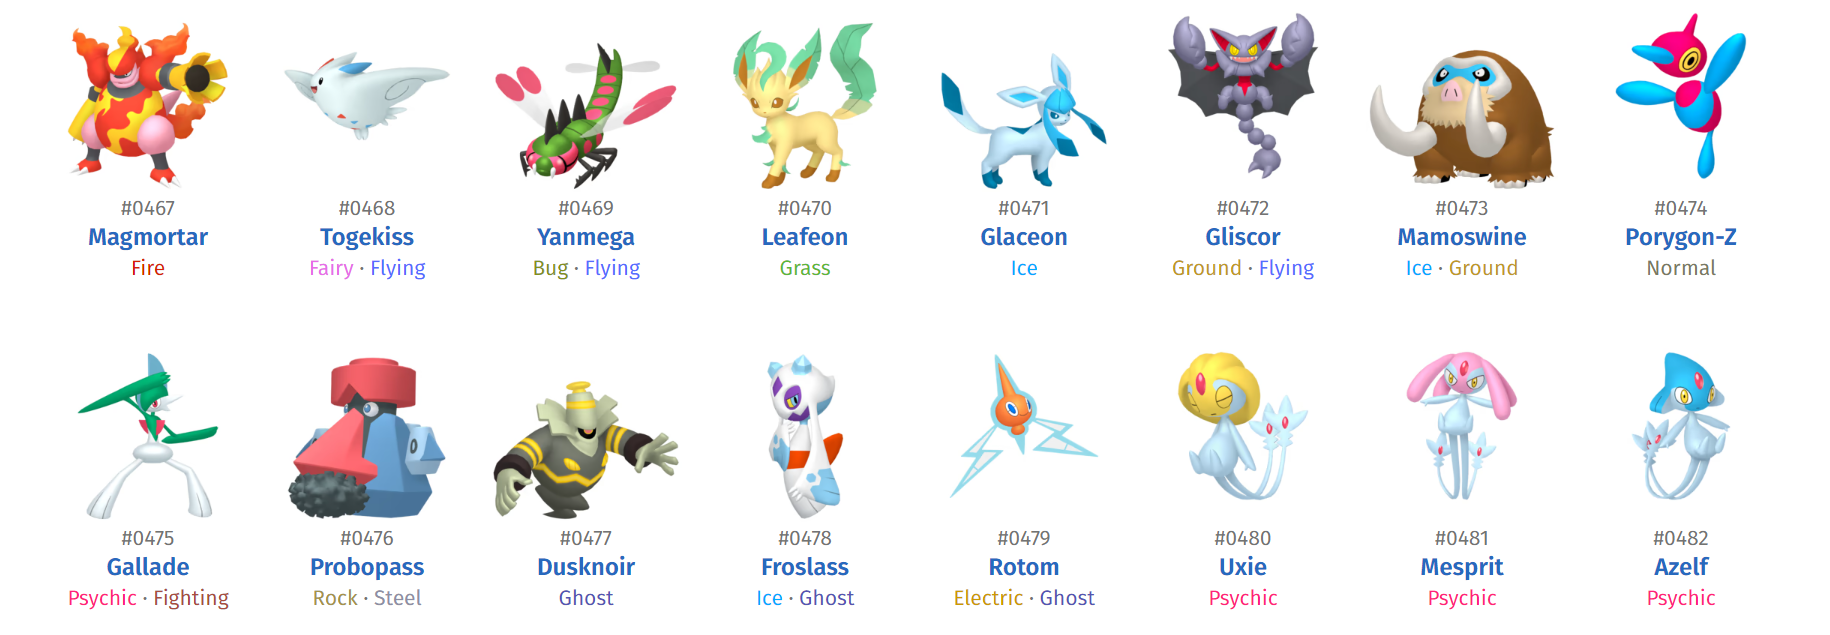 #0467 #0468 #0469 #0470 #0471 #0472 #0473 #0474
Magmortar Togekiss Yanmega Leafeon Glaceon Gliscor Mamoswine Porygon-Z
Fire Fairy · Flying Bug · Flying Grass Ice Ground · Flying Ice · Ground Normal
#0475 #0476 #0477 #0478 #0479 #0480 #0481 #0482
Gallade Probopass Dusknoir Froslass Rotom Uxie Mesprit Azelf
Psychic · Fighting Rock · Steel Ghost Ice · Ghost Electric · Ghost Psychic Psychic Psychic